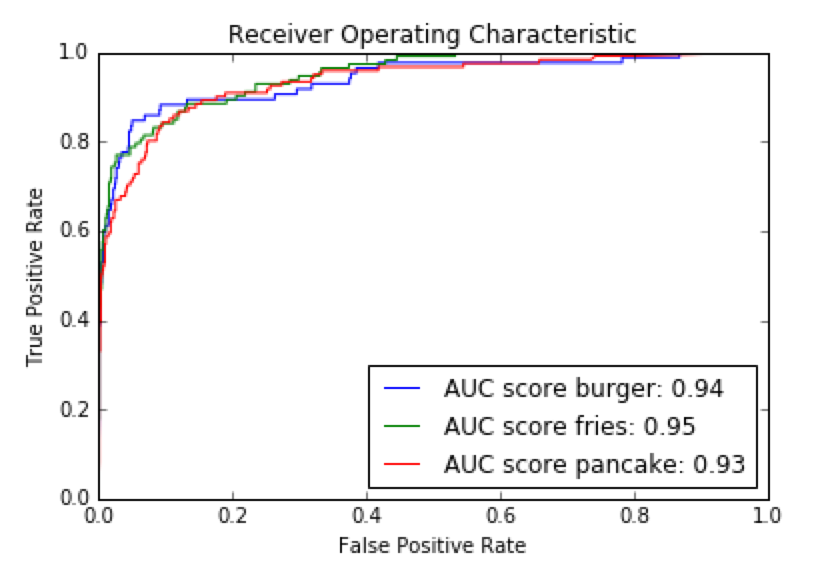 Receiver Operating Characteristic
1.0
0.8
0.6
0.4
0.2
0.0
True Positive Rate
AUC score burger: 0.94
AUC score fries: 0.95
AUC score pancake: 0.93
0.0 0.2 0.4 0.6 0.8 1.0
False Positive Rate